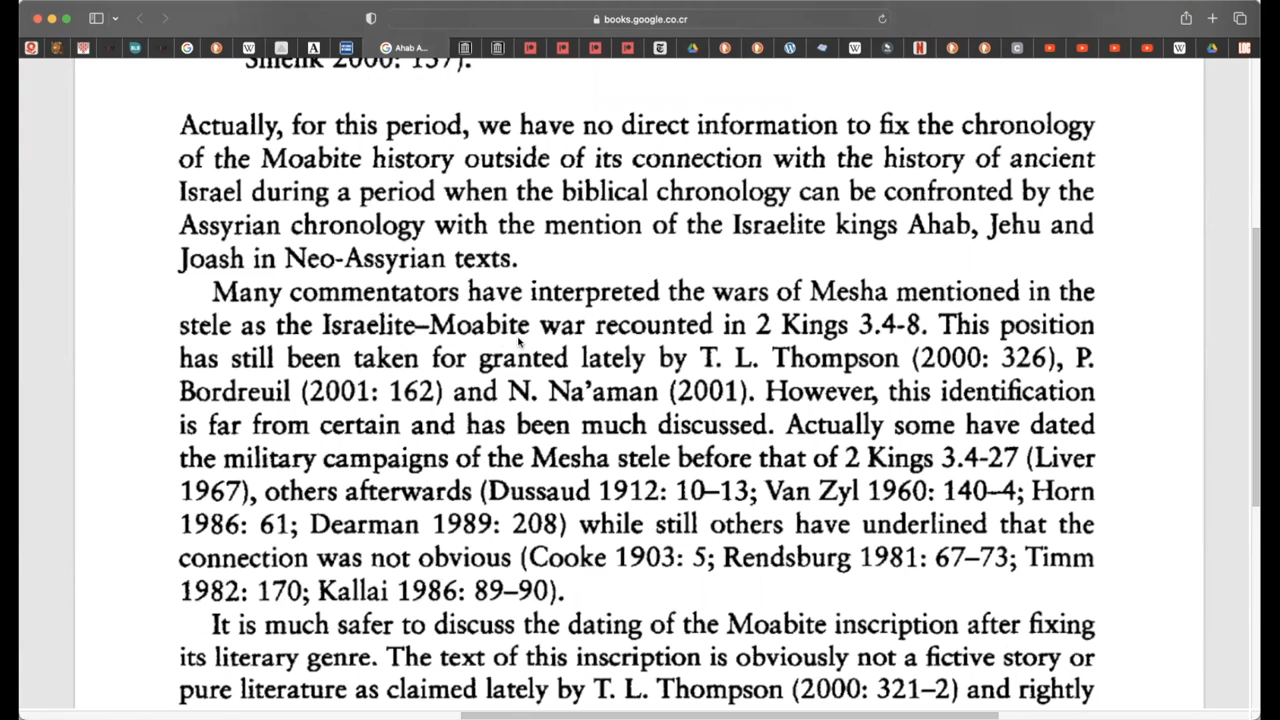 books.google.co.cr
Ahab A...
Smelik 2000: 137).
Actually, for this period, we have no direct information to fix the chronology
of the Moabite history outside of its connection with the history of ancient
Israel during a period when the biblical chronology can be confronted by the
Assyrian chronology with the mention of the Israelite kings Ahab, Jehu and
Joash in Neo-Assyrian texts.
Many commentators have interpreted the wars of Mesha mentioned in the
stele as the Israelite–Moabite war recounted in 2 Kings 3.4-8. This position
has still been taken for granted lately by T. L. Thompson (2000: 326), P.
Bordreuil (2001: 162) and N. Na’aman (2001). However, this identification
is far from certain and has been much discussed. Actually some have dated
the military campaigns of the Mesha stele before that of 2 Kings 3.4-27 (Liver
1967), others afterwards (Dussaud 1912: 10–13; Van Zyl 1960: 140–4; Horn
1986: 61; Dearman 1989: 208) while still others have underlined that the
connection was not obvious (Cooke 1903: 5; Rendsburg 1981: 67–73; Timm
1982: 170; Kallai 1986: 89–90).
It is much safer to discuss the dating of the Moabite inscription after fixing
its literary genre. The text of this inscription is obviously not a fictive story or
pure literature as claimed lately by T. L. Thompson (2000: 321–2) and rightly